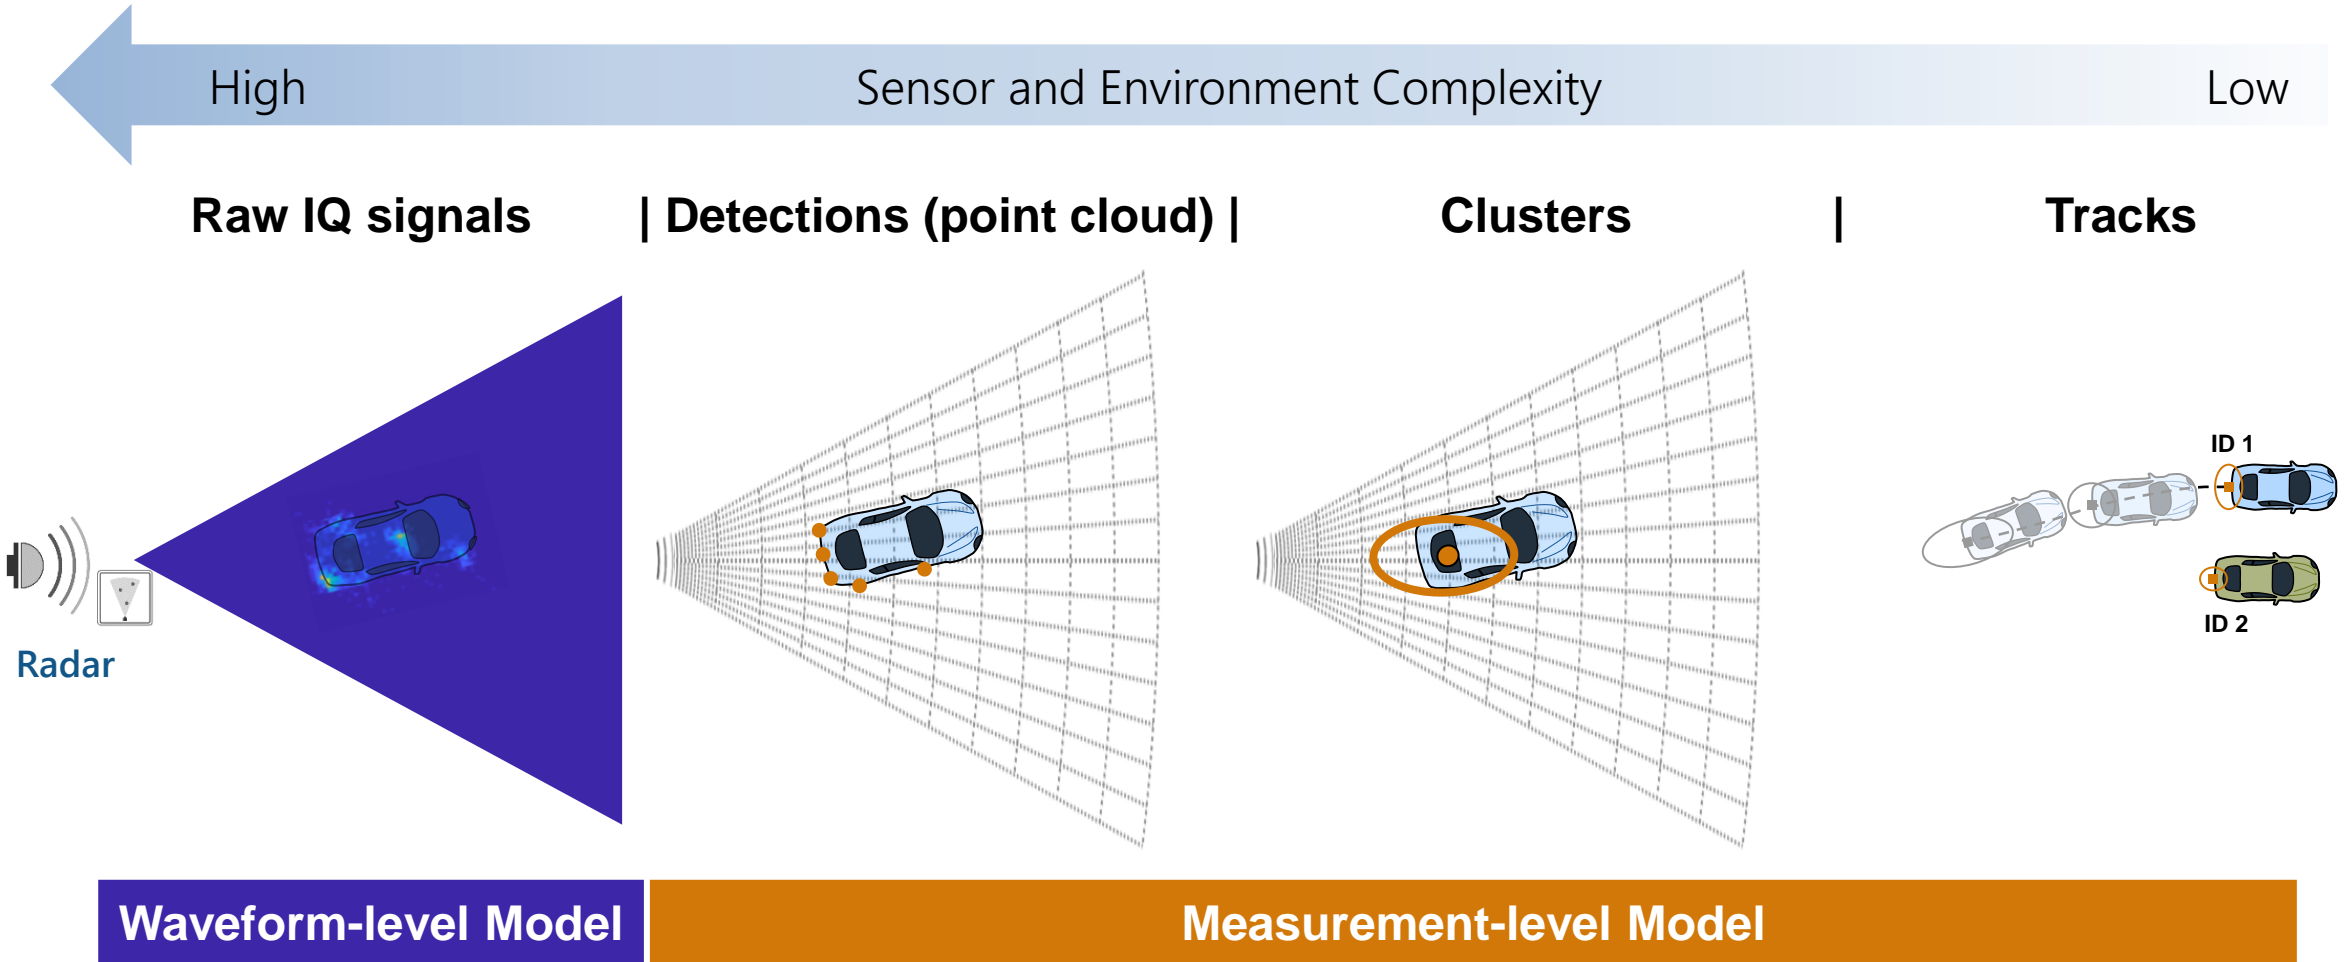 High Sensor and Environment Complexity Low
Raw IQ signals | Detections (point cloud) | Clusters | Tracks
ID 1
ID 2
Radar
Waveform-level Model Measurement-level Model